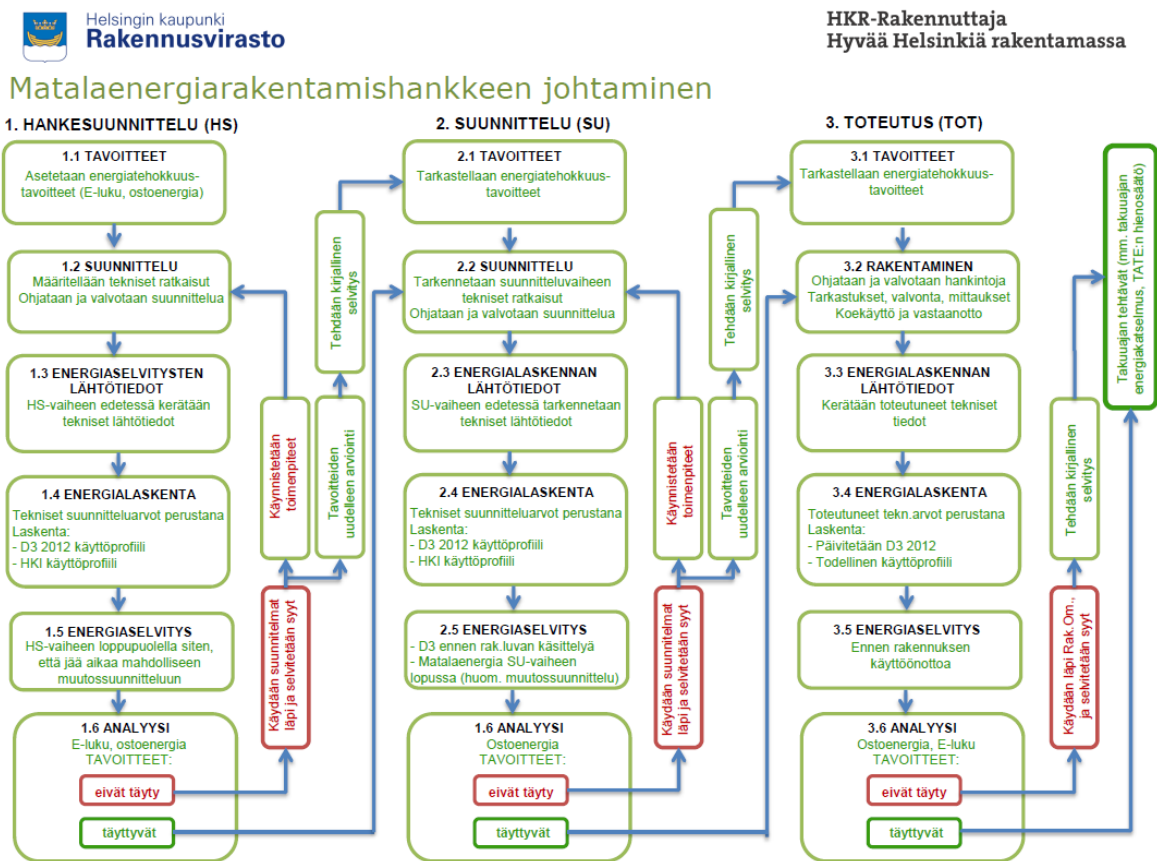 Helsingin kaupunki
Rakennusvirasto
HKR-Rakennuttaja
Hyvää Helsinkiä rakentamassa
Matalaenergiarakentamishankkeen johtaminen
1. HANKESUUNNITTELU (HS)
1.1 TAVOITTEET
Asetetaan energiatehokkuus-
tavoitteet (E-luku, ostoenergia)
1.2 SUUNNITTELU
Määritellään tekniset ratkaisut
Ohjataan ja valvotaan suunnittelua
1.3 ENERGIASELVITYSTEN
LÄHTÖTIEDOT
HS-vaiheen edetessä kerätään
tekniset lähtötiedot
1.4 ENERGIALASKENTA
Tekniset suunnitteluarvot perustana
Laskenta:
- D3 2012 käyttöprofiili
- HKI käyttöprofiili
1.5 ENERGIASELVITYS
HS-vaiheen loppupuolella siten,
että jää aikaa mahdolliseen
muutossuunnitteluun
1.6 ANALYYSI
E-luku, ostoenergia
TAVOITTEET:
eivät täyty
täyttyvät
Käydään suunnitelmat
läpi ja selvitetään syyt
Käynnistetään
toimenpiteet
Tavoitteiden
uudelleen arviointi
Tehdään kirjallinen
selvitys
2. SUUNNITTELU (SU)
2.1 TAVOITTEET
Tarkastellaan energiatehokkuus-
tavoitteet
2.2 SUUNNITTELU
Tarkennetaan suunnitteluvaiheen
tekniset ratkaisut
Ohjataan ja valvotaan suunnittelua
2.3 ENERGIALASKENNAN
LÄHTÖTIEDOT
SU-vaiheen edetessä tarkennetaan
tekniset lähtötiedot
2.4 ENERGIALASKENTA
Tekniset suunnitteluarvot perustana
Laskenta:
- D3 2012 käyttöprofiili
- HKI käyttöprofiili
2.5 ENERGIASELVITYS
- D3 ennen rak.luvan käsittelyä
- Matalaenergia SU-vaiheen
lopussa (huom. muutossuunnittelu)
1.6 ANALYYSI
Ostoenergia
TAVOITTEET:
eivät täyty
täyttyvät
Käydään suunnitelmat
läpi ja selvitetään syyt
Käynnistetään
toimenpiteet
Tavoitteiden
uudelleen arviointi
Tehdään kirjallinen
selvitys
3. TOTEUTUS (TOT)
3.1 TAVOITTEET
Tarkastellaan energiatehokkuus-
tavoitteet
3.2 RAKENTAMINEN
Ohjataan ja valvotaan hankintoja
Tarkastukset, valvonta, mittaukset
Koekäyttö ja vastaanotto
3.3 ENERGIALASKENNAN
LÄHTÖTIEDOT
Kerätään toteutuneet tekniset
tiedot
3.4 ENERGIALASKENTA
Toteutuneet tekn.arvot perustana
Laskenta:
- Päivitetään D3 2012
- Todellinen käyttöprofiili
3.5 ENERGIASELVITYS
Ennen rakennuksen
käyttöönottoa
3.6 ANALYYSI
Ostoenergia, E-luku
TAVOITTEET:
eivät täyty
täyttyvät
Käydään läpi Rak.Om.,
ja selvitetään syyt
Tehdään kirjallinen
selvitys
Takuuajan tehtävät (mm. takuuajan
energiakatselmus, TATE:n hienosäätö)